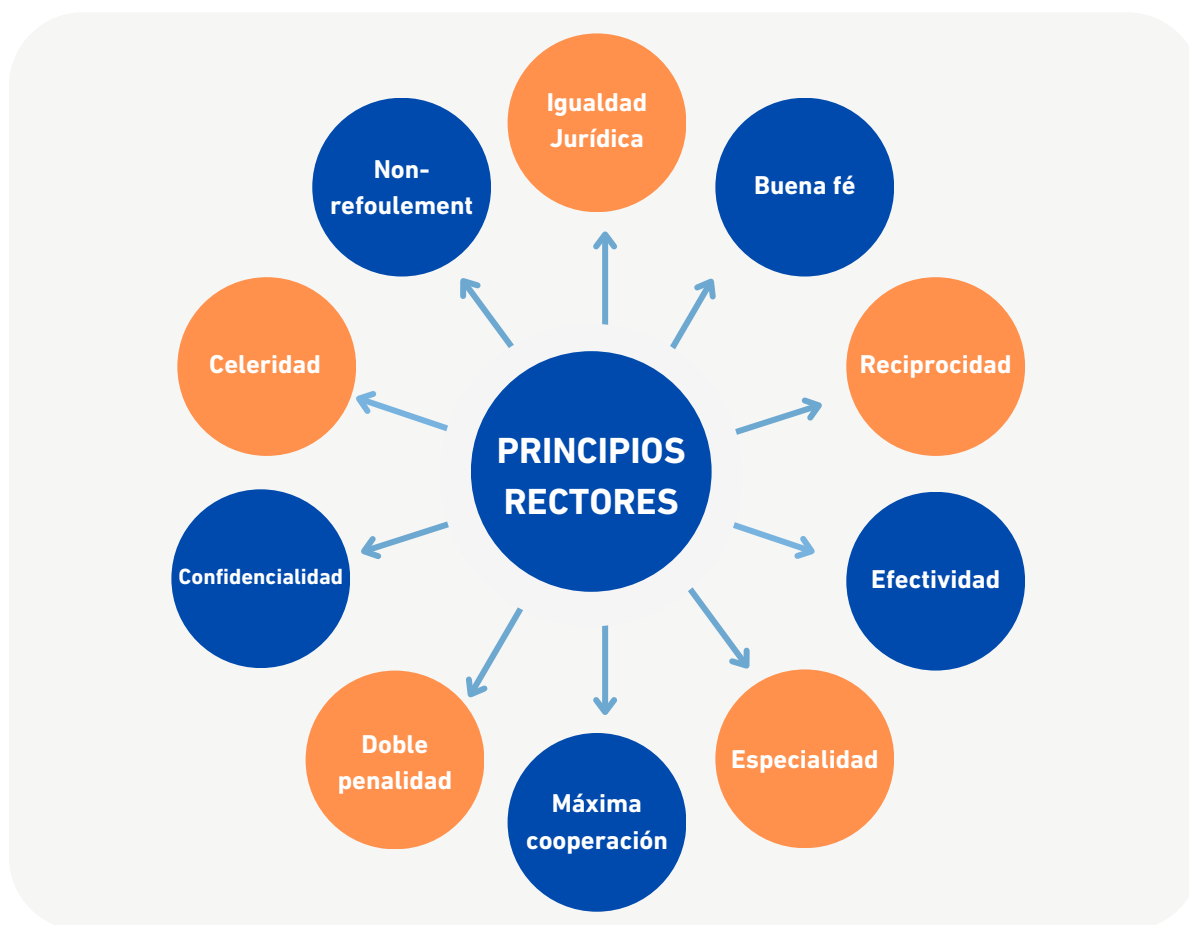 Igualdad
Jurídica
Non-
refoulement
Buena fé
Celeridad
Reciprocidad
PRINCIPIOS
RECTORES
Confidencialidad
Efectividad
Doble
penalidad
Especialidad
Máxima
cooperación